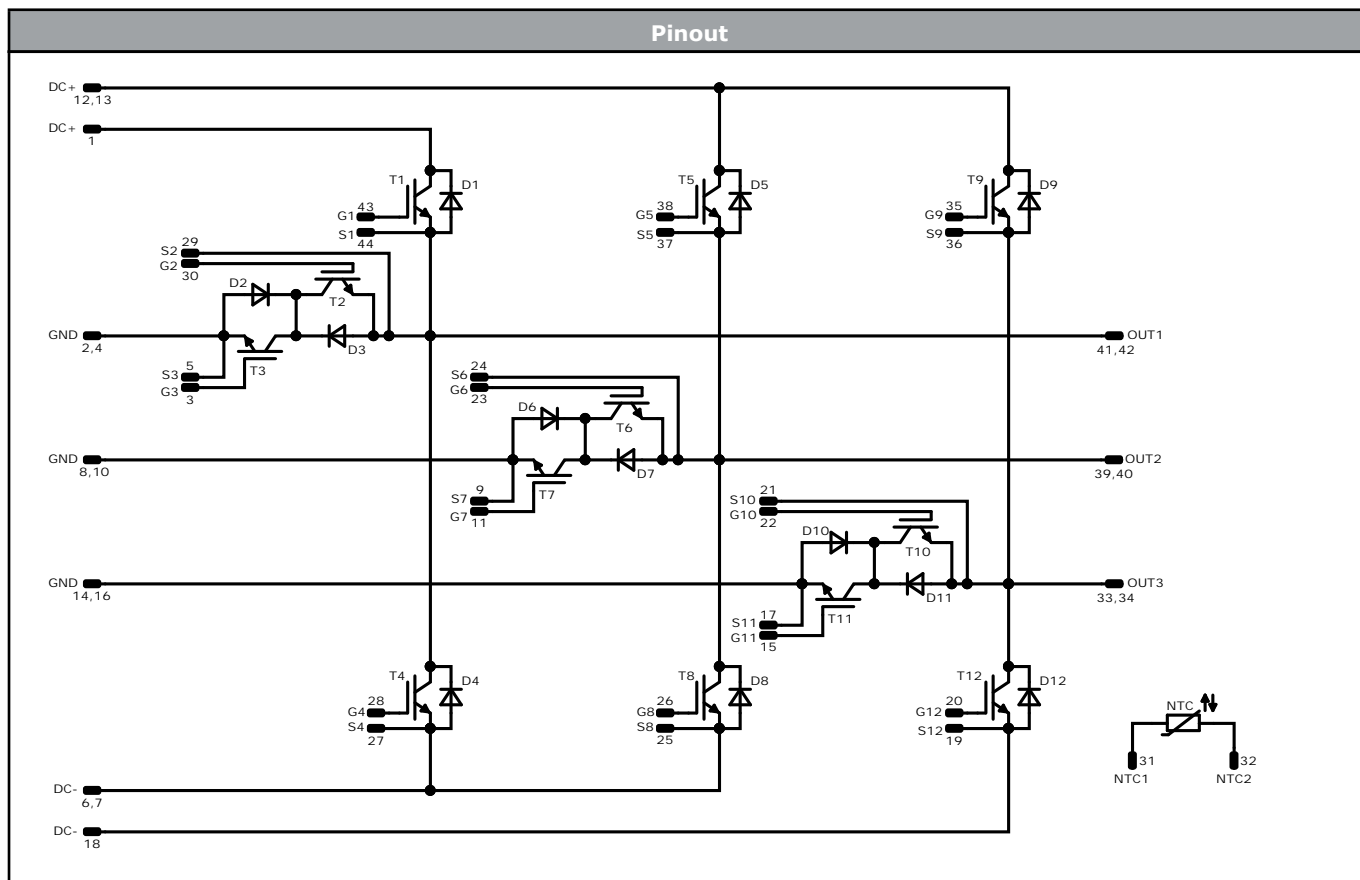 Pinout
DC+
12,13
DC+
1
T1
D1
43
G1
S1
44
T5
D5
38
G5
S5
37
T9
D9
35
G9
S9
36
29
S2
G2
30
D2
T2
GND
2,4
D3
5
S3
T3
G3
3
OUT1
41,42
24
S6
G6
23
D6
T6
GND
8,10
D7
9
S7
T7
G7
11
OUT2
39,40
21
S10
G10
22
D10
T10
GND
14,16
D11
17
S11
T11
G11
15
OUT3
33,34
T4
D4
28
G4
S4
27
T8
D8
26
G8
S8
25
T12
D12
20
G12
S12
19
NTC
31
32
NTC1
NTC2
DC-
6,7
DC-
18